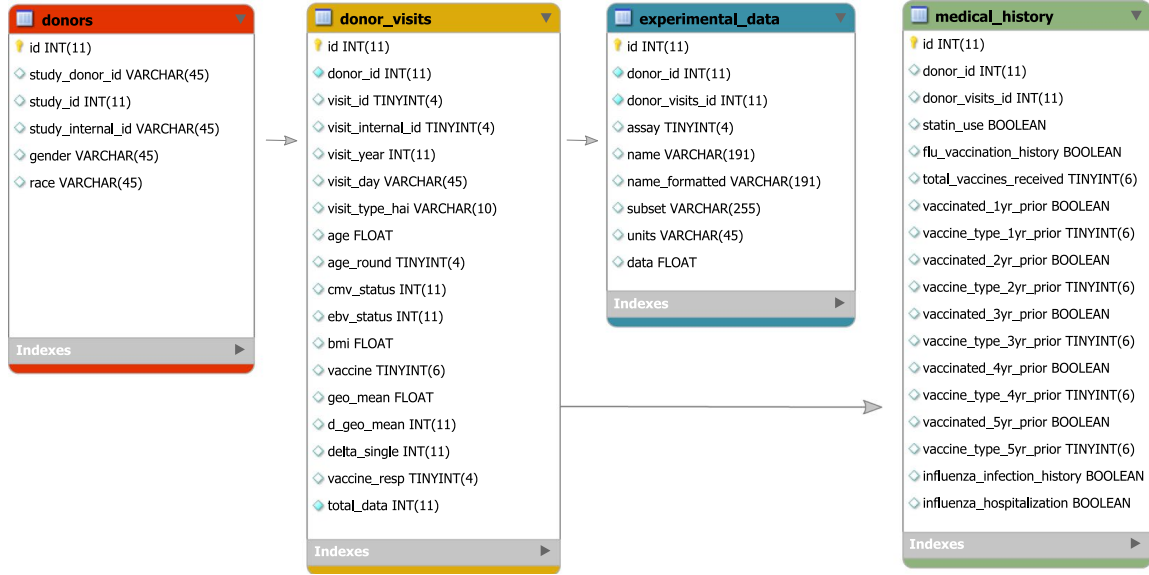 donors
id INT(11)
study_donor_id VARCHAR(45)
study_id INT(11)
study_internal_id VARCHAR(45)
gender VARCHAR(45)
race VARCHAR(45)
Indexes
donor_visits
id INT(11)
donor_id INT(11)
visit_id TINYINT(4)
visit_internal_id TINYINT(4)
visit_year INT(11)
visit_day VARCHAR(45)
visit_type_hai VARCHAR(10)
age FLOAT
age_round TINYINT(4)
cmv_status INT(11)
ebv_status INT(11)
bmi FLOAT
vaccine TINYINT(6)
geo_mean FLOAT
d_geo_mean INT(11)
delta_single INT(11)
vaccine_resp TINYINT(4)
total_data INT(11)
Indexes
experimental_data
id INT(11)
donor_id INT(11)
donor_visits_id INT(11)
assay TINYINT(4)
name VARCHAR(191)
name_formatted VARCHAR(191)
subset VARCHAR(255)
units VARCHAR(45)
data FLOAT
Indexes
medical_history
id INT(11)
donor_id INT(11)
donor_visits_id INT(11)
statin_use BOOLEAN
flu_vaccination_history BOOLEAN
total_vaccines_received TINYINT(6)
vaccinated_1yr_prior BOOLEAN
vaccine_type_1yr_prior TINYINT(6)
vaccinated_2yr_prior BOOLEAN
vaccine_type_2yr_prior TINYINT(6)
vaccinated_3yr_prior BOOLEAN
vaccine_type_3yr_prior TINYINT(6)
vaccinated_4yr_prior BOOLEAN
vaccine_type_4yr_prior TINYINT(6)
vaccinated_5yr_prior BOOLEAN
vaccine_type_5yr_prior TINYINT(6)
influenza_infection_history BOOLEAN
influenza_hospitalization BOOLEAN
Indexes